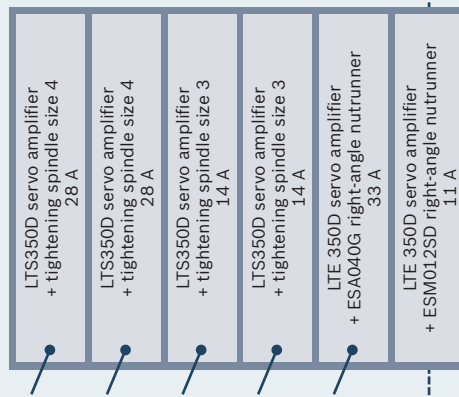 LTS350D servo amplifier
+ tightening spindle size 4
28 A
LTS350D servo amplifier
+ tightening spindle size 4
28 A
LTS350D servo amplifier
+ tightening spindle size 3
14 A
LTS350D servo amplifier
+ tightening spindle size 3
14 A
LTE 350D servo amplifier
+ ESA040G right-angle nutrunner
33 A
LTE 350D servo amplifier
+ ESM012SD right-angle nutrunner
11 A